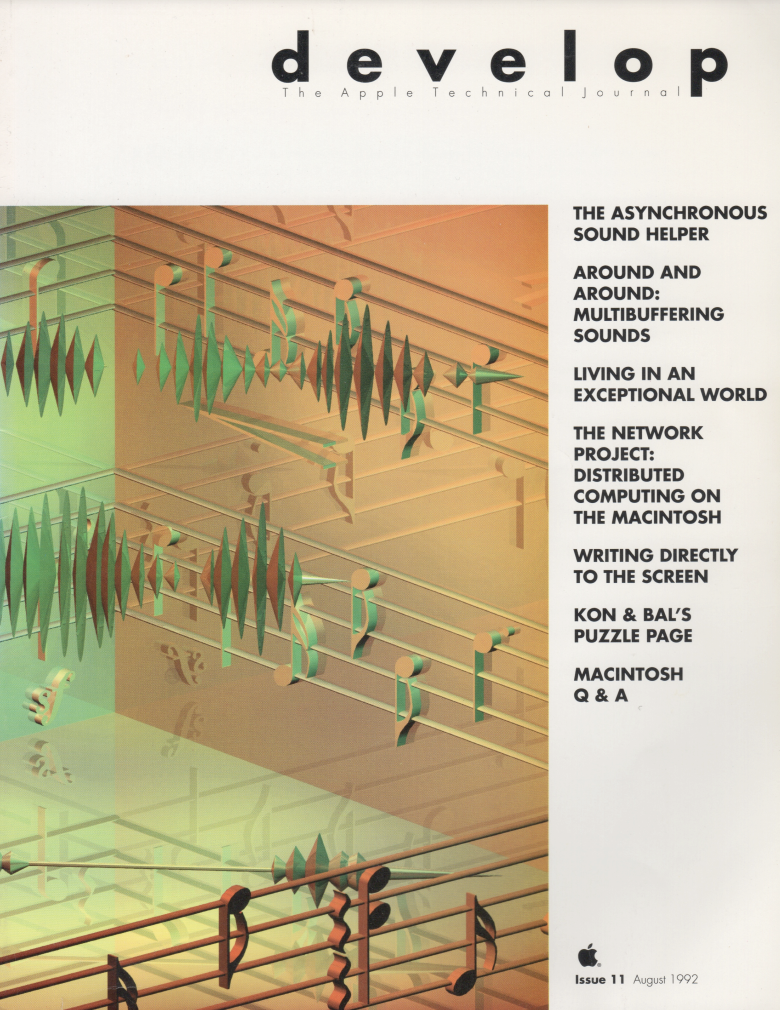 develop
The Apple Technical Journal
THE ASYNCHRONOUS
SOUND HELPER
AROUND AND
AROUND:
MULTIBUFFERING
SOUNDS
LIVING IN AN
EXCEPTIONAL WORLD
THE NETWORK
PROJECT:
DISTRIBUTED
COMPUTING ON
THE MACINTOSH
WRITING DIRECTLY
TO THE SCREEN
KON & BAL'S
PUZZLE PAGE
MACINTOSH
Q & A
Issue 11 August 1992